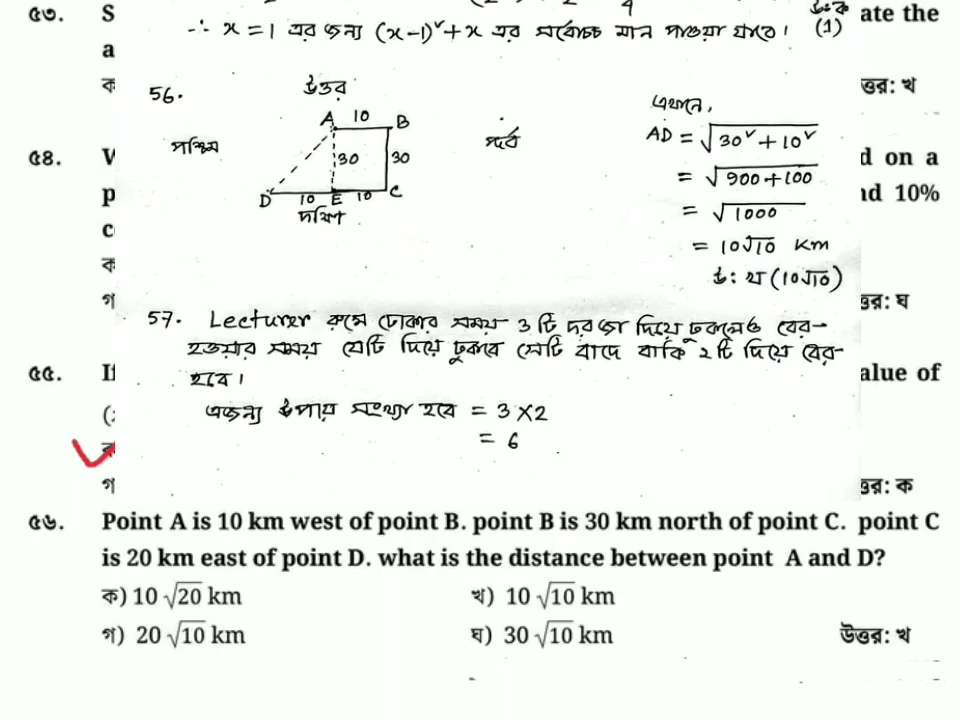 ৫৩. S ate the
∴ x = 1 এর জন্য (x-1)² + x এর সর্বোচ্চ মান পাওয়া যাবে। (1)
a
ক ত্তর: খ
56. উত্তর
A 10 B
পশ্চিম
30 30
D 10 E 10 C
দক্ষিণ
এখানে,
AD = √30² + 10²
= √900+100
= √1000
= 10√10 Km
উ: খ (10√10)
৫৪. W d on a
p nd 10%
c
ক
গ ত্তর: ঘ
57. Lecturer রুমে ঢোকার সময় 3 টি দরজা দিয়ে ঢুকলেও বের-
হওয়ার সময় যেটি দিয়ে ঢুকবে সেটি বাদে বাকি ২টি দিয়ে বের-
হবে।
এজন্য উপায় সংখ্যা হবে = 3 X 2
= 6
৫৫. If alue of
গ ত্তর: ক
৫৬. Point A is 10 km west of point B. point B is 30 km north of point C. point C
is 20 km east of point D. what is the distance between point A and D?
ক) 10 √20 km খ) 10 √10 km
গ) 20 √10 km ঘ) 30 √10 km উত্তর: খ